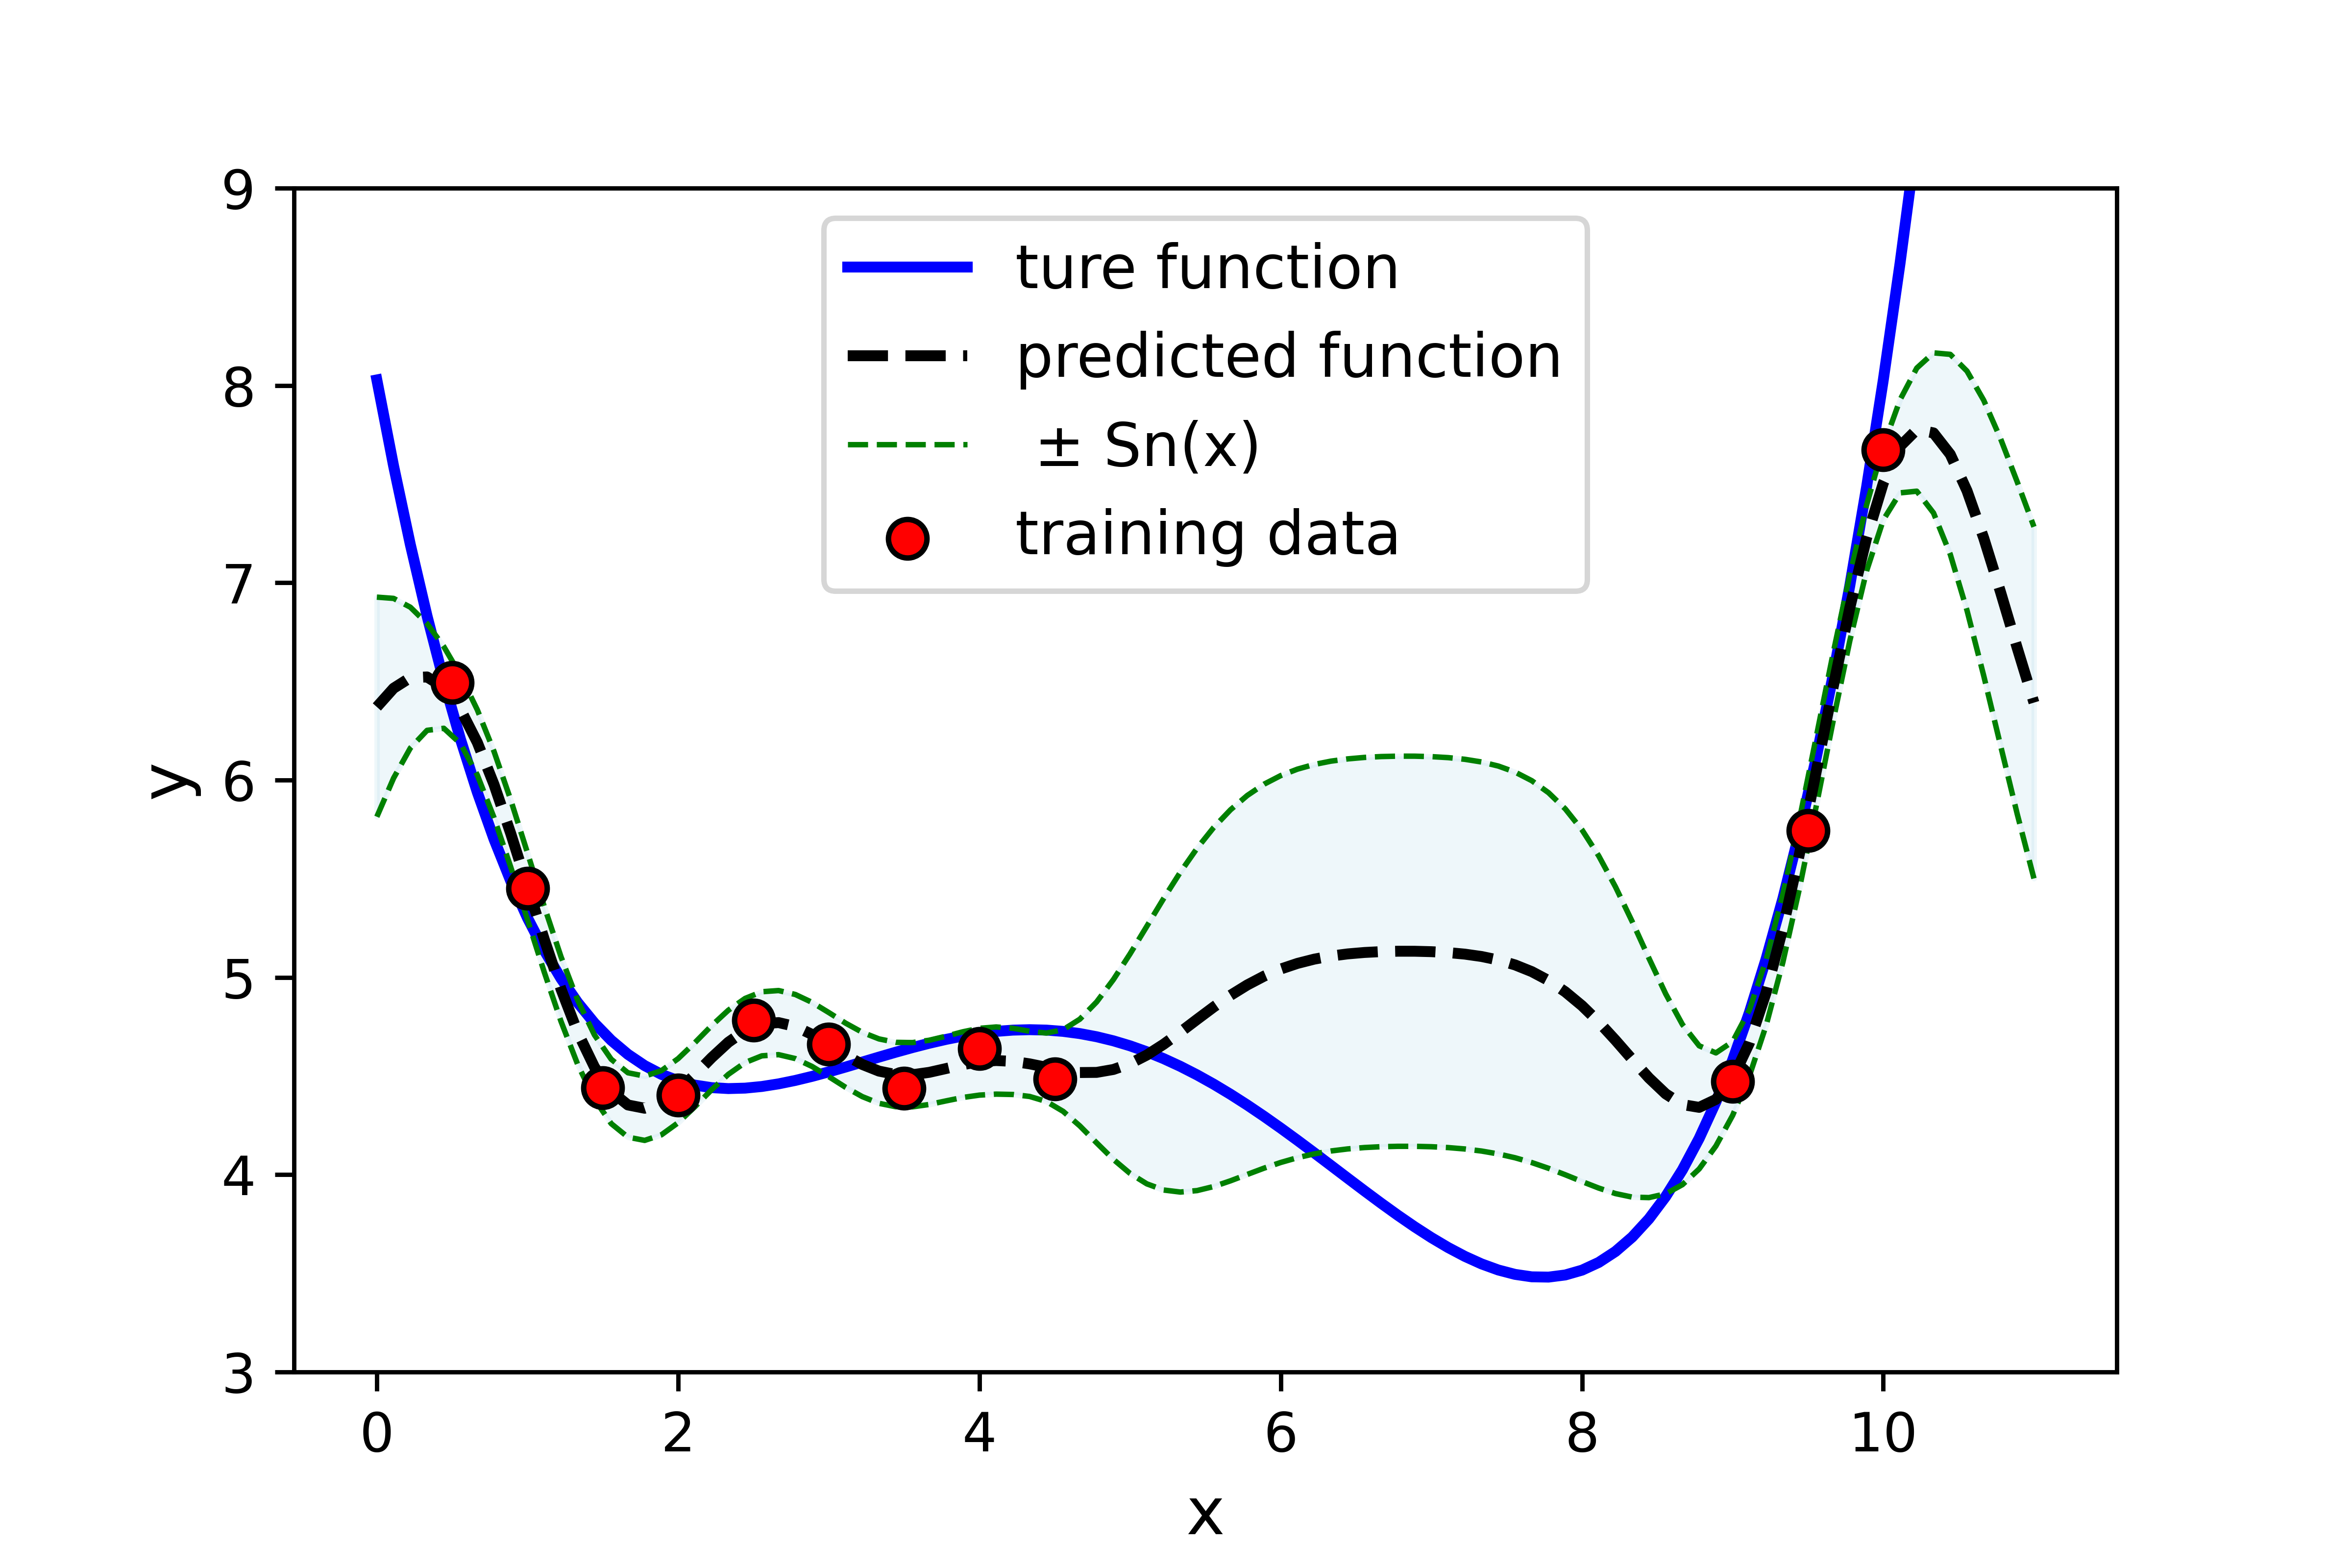 9
8
7
6
5
4
3
y
ture function
predicted function
± Sn(x)
training data
0 2 4 6 8 10
x